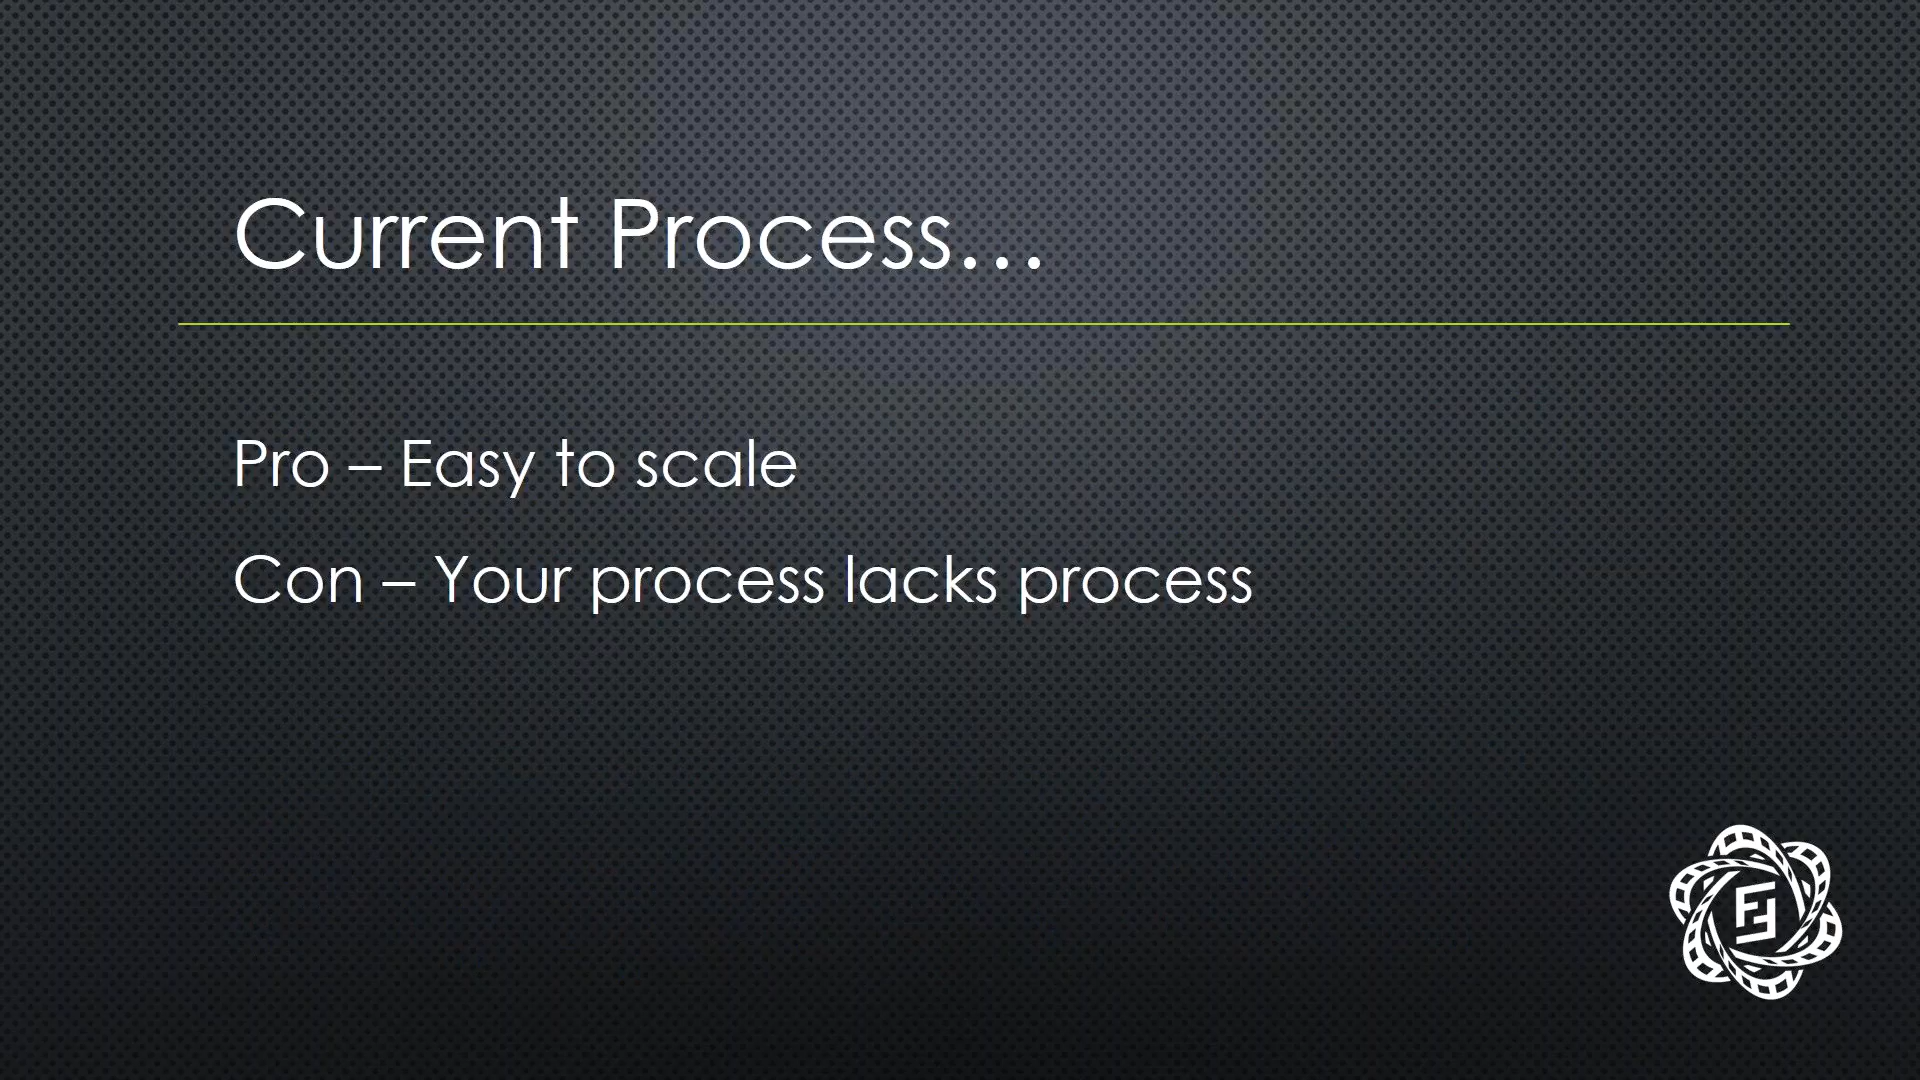 Current Process…
Pro – Easy to scale
Con – Your process lacks process